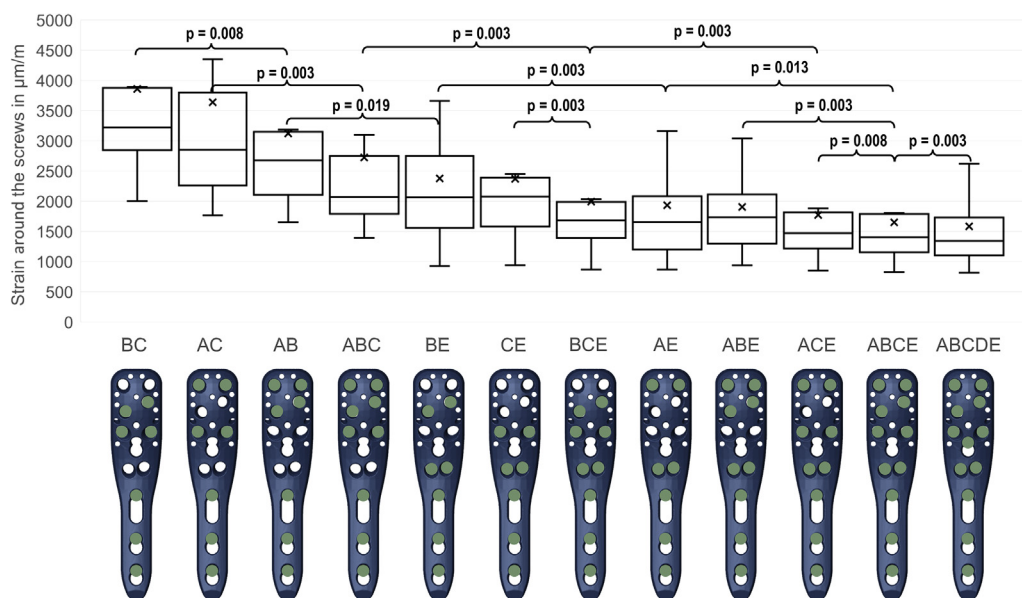 Strain around the screws in µm/m
5000
4500
4000
3500
3000
2500
2000
1500
1000
500
0
p = 0.008
p = 0.003
p = 0.003
p = 0.003
p = 0.003
p = 0.013
p = 0.019
p = 0.003
p = 0.003
p = 0.008
p = 0.003
BC AC AB ABC BE CE BCE AE ABE ACE ABCE ABCDE